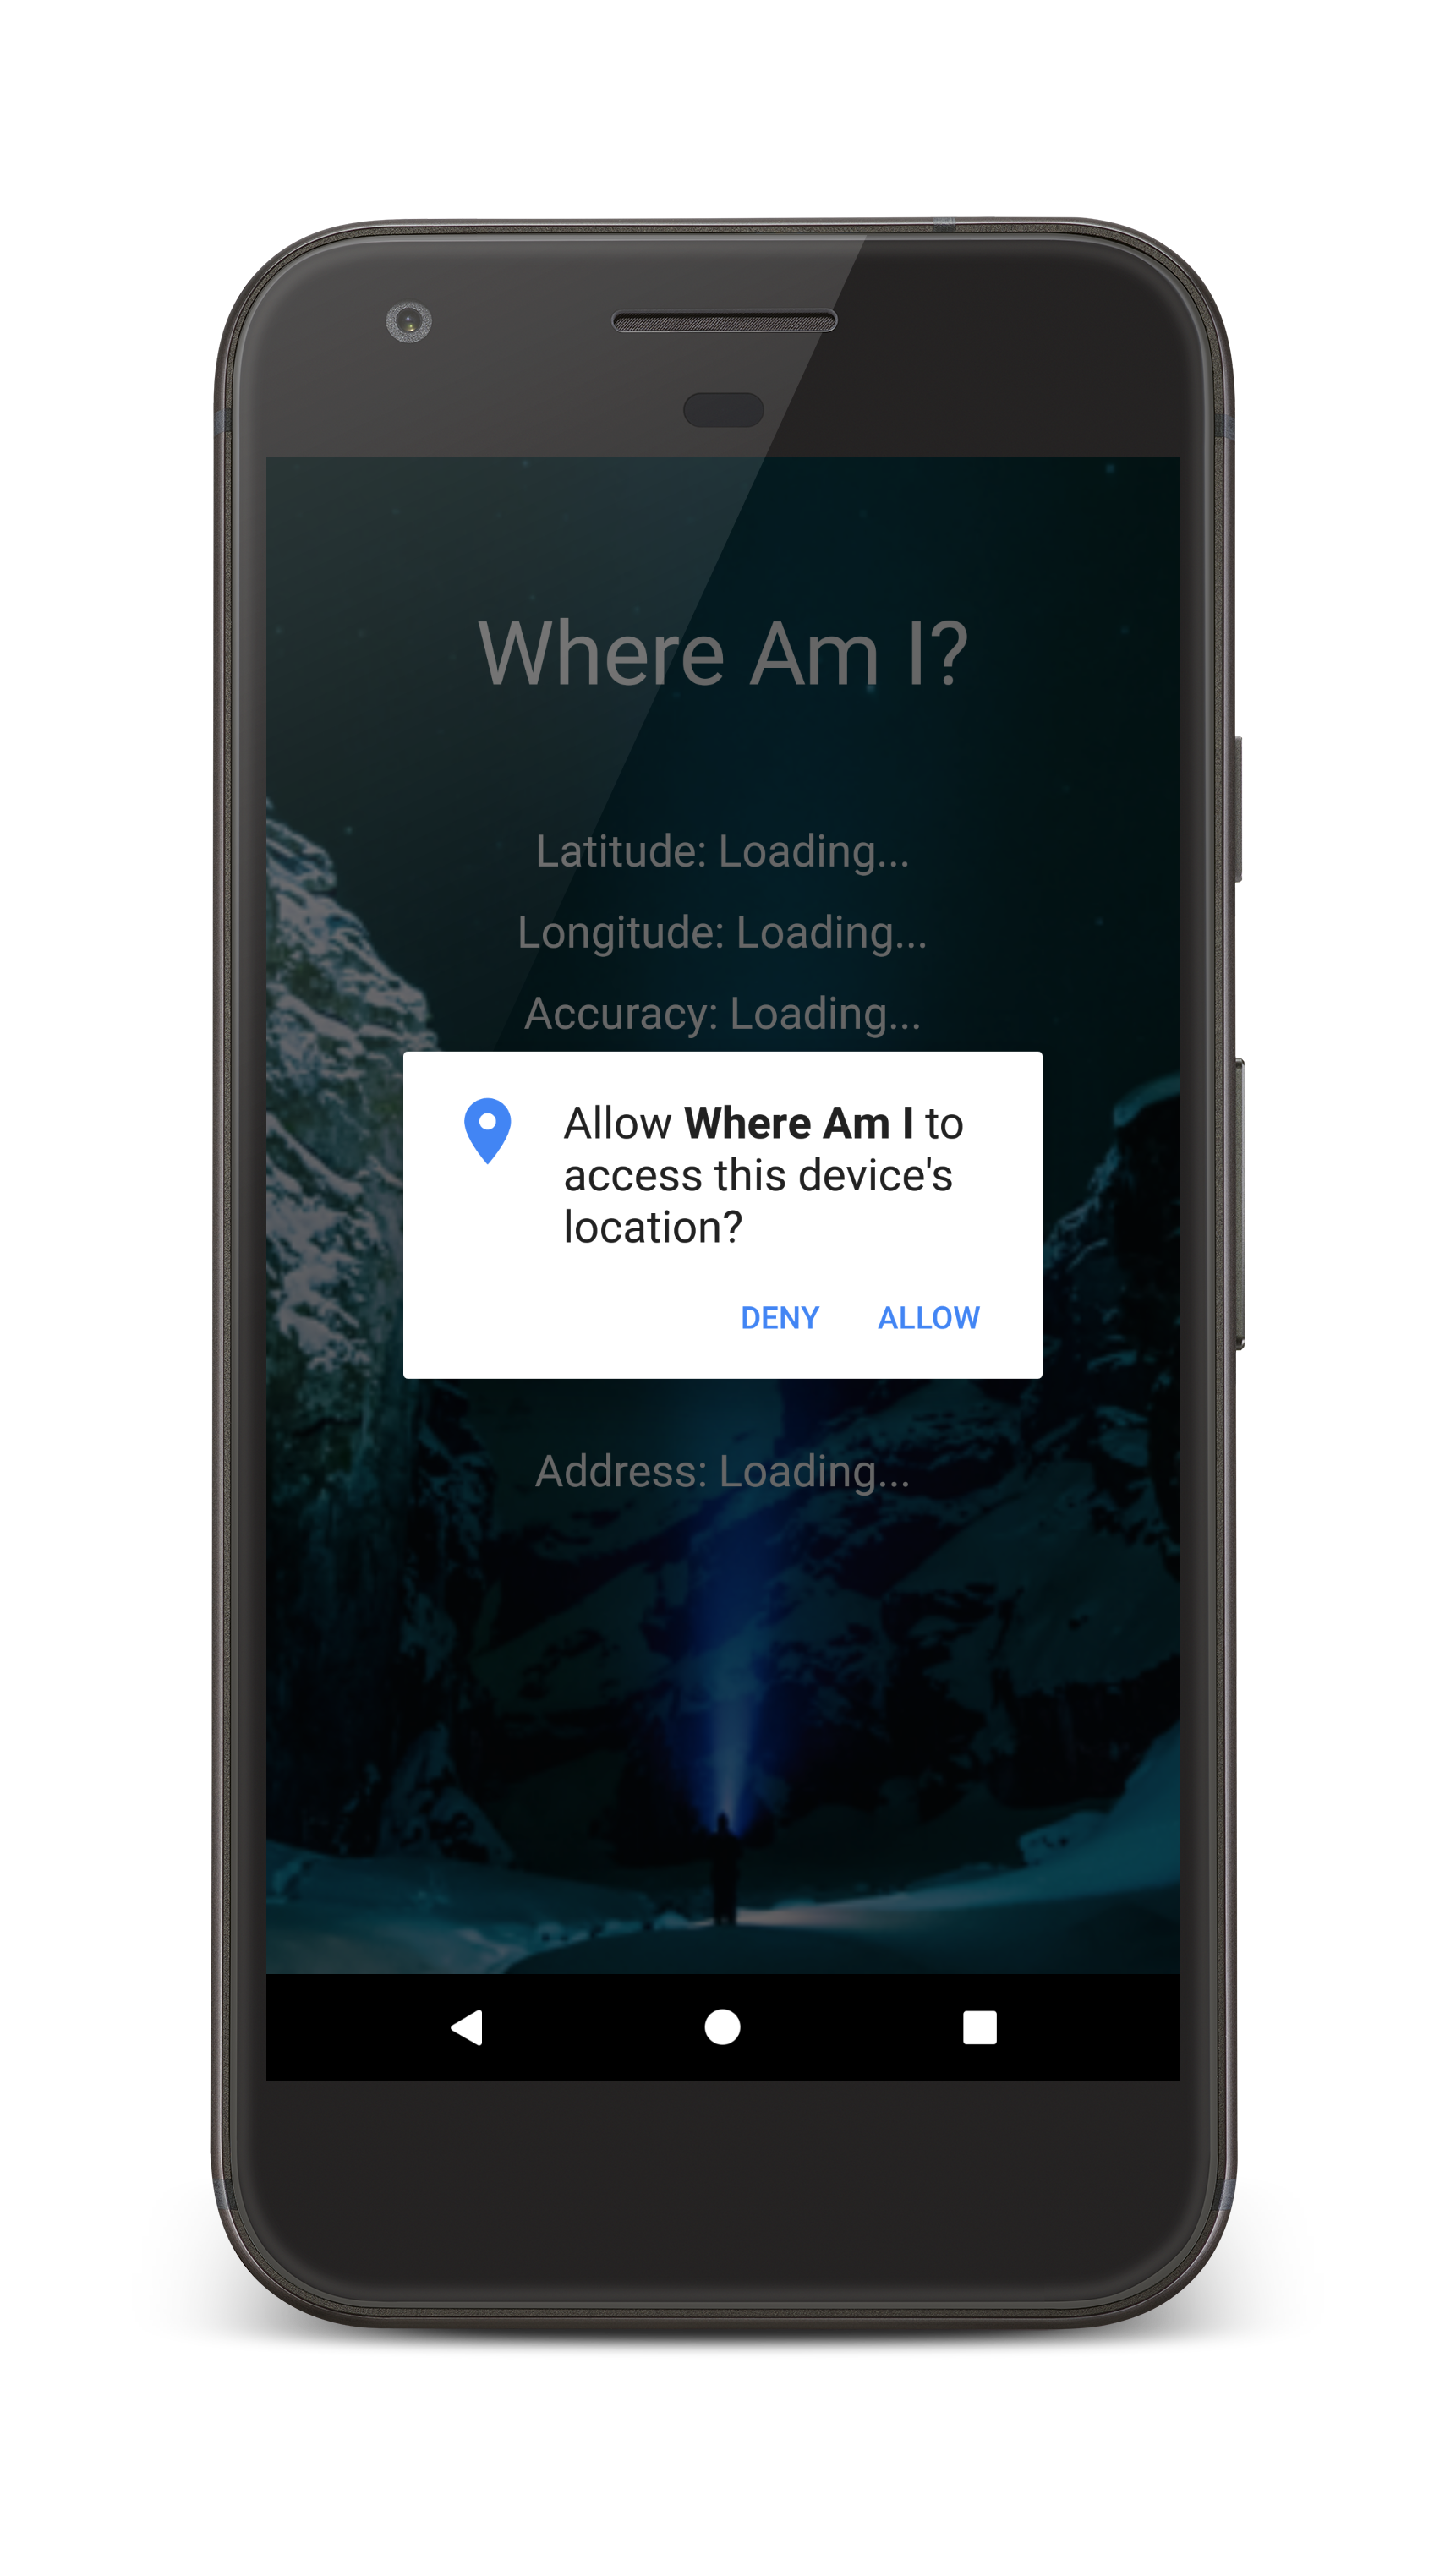 Where Am I?
Latitude: Loading...
Longitude: Loading...
Accuracy: Loading...
Allow Where Am I to
access this device's
location?
DENY ALLOW
Address: Loading...